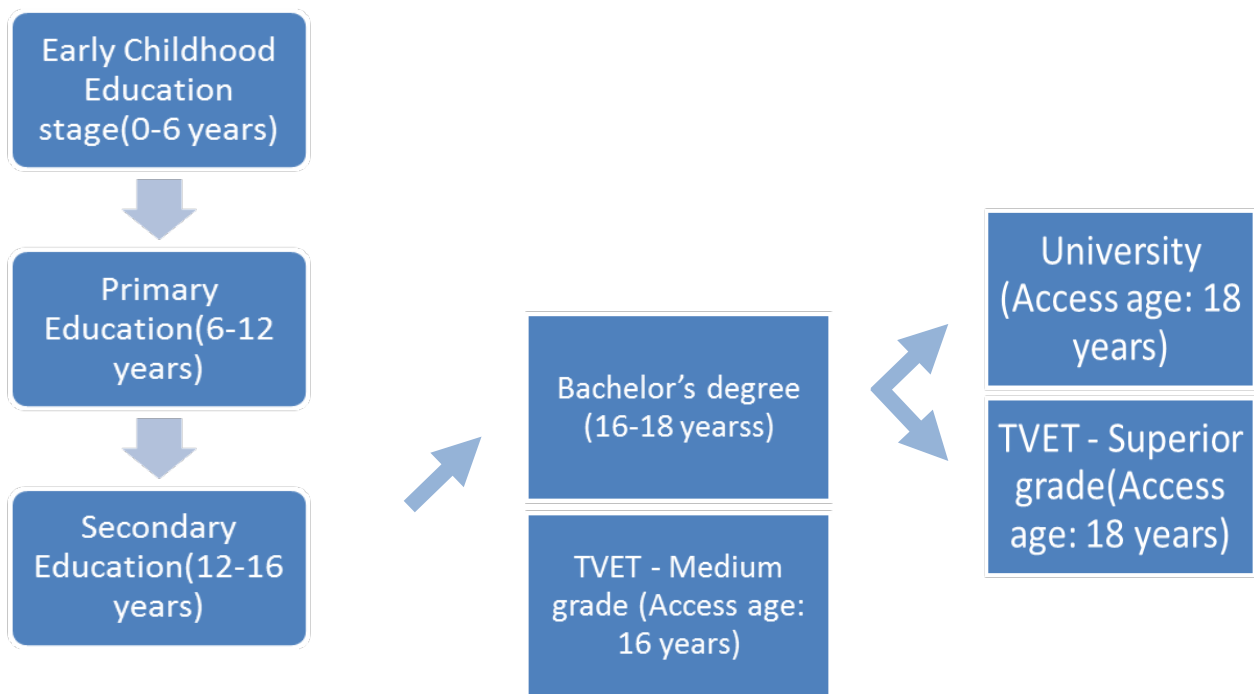 Early Childhood
Education
stage(0-6 years)
Primary
Education(6-12
years)
Secondary
Education(12-16
years)
Bachelor's degree
(16-18 yearss)
TVET - Medium
grade (Access age:
16 years)
University
(Access age: 18
years)
TVET - Superior
grade(Access
age: 18 years)